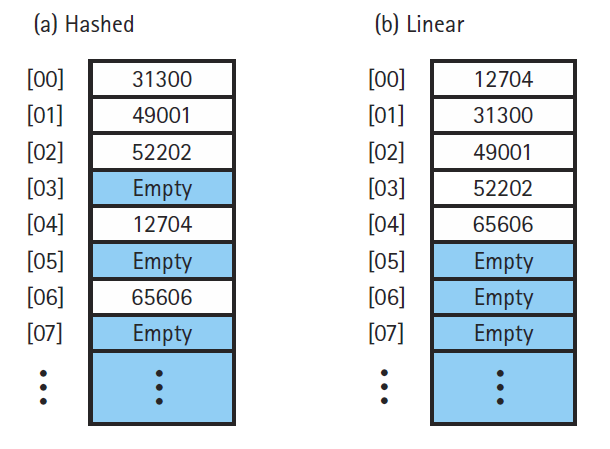 (a) Hashed (b) Linear
[00] 31300 [00] 12704
[01] 49001 [01] 31300
[02] 52202 [02] 49001
[03] Empty [03] 52202
[04] 12704 [04] 65606
[05] Empty [05] Empty
[06] 65606 [06] Empty
[07] Empty [07] Empty